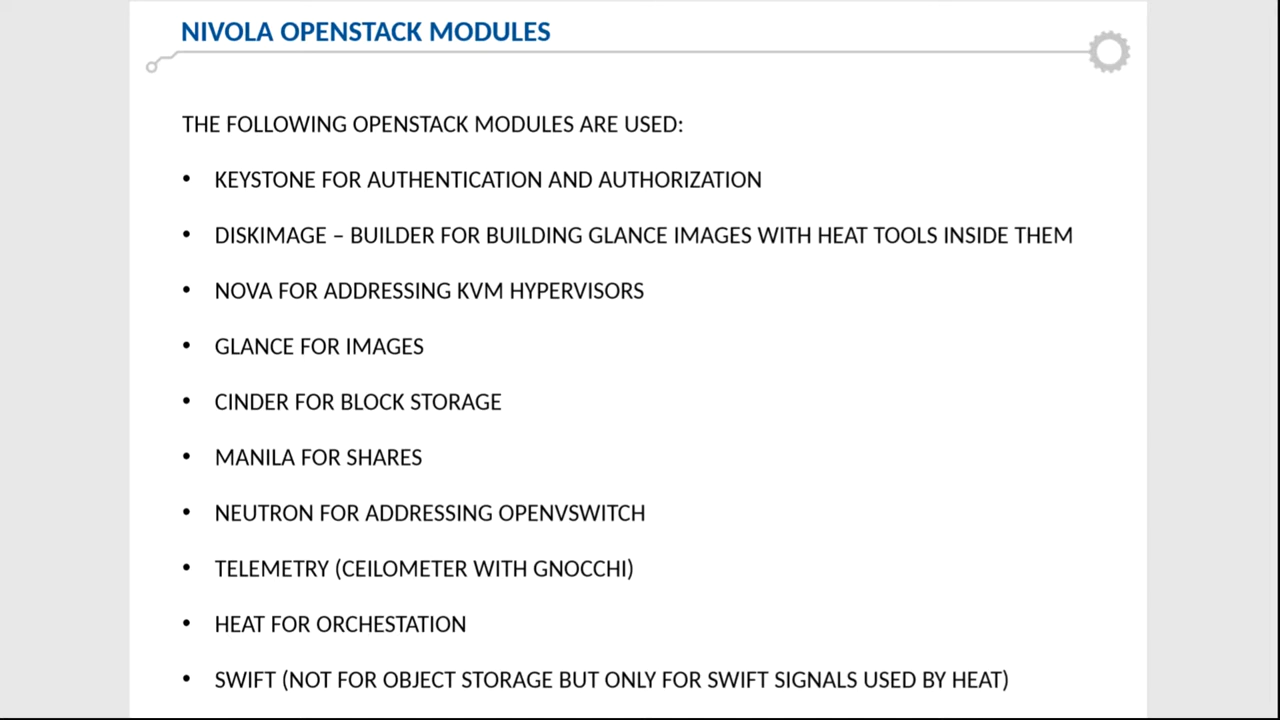 NIVOLA OPENSTACK MODULES
THE FOLLOWING OPENSTACK MODULES ARE USED:
• KEYSTONE FOR AUTHENTICATION AND AUTHORIZATION
• DISKIMAGE – BUILDER FOR BUILDING GLANCE IMAGES WITH HEAT TOOLS INSIDE THEM
• NOVA FOR ADDRESSING KVM HYPERVISORS
• GLANCE FOR IMAGES
• CINDER FOR BLOCK STORAGE
• MANILA FOR SHARES
• NEUTRON FOR ADDRESSING OPENVSWITCH
• TELEMETRY (CEILOMETER WITH GNOCCHI)
• HEAT FOR ORCHESTATION
• SWIFT (NOT FOR OBJECT STORAGE BUT ONLY FOR SWIFT SIGNALS USED BY HEAT)